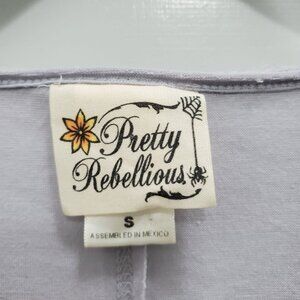 Pretty
Rebellious
S
ASSEMBLED IN MEXICO